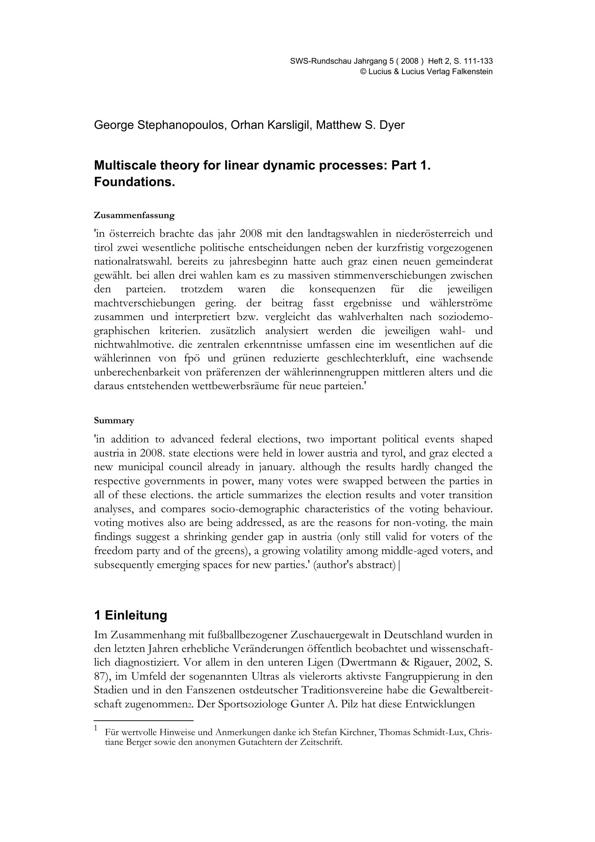 SWS-Rundschau Jahrgang 5 ( 2008 ) Heft 2, S. 111-133
© Lucius & Lucius Verlag Falkenstein
George Stephanopoulos, Orhan Karsligil, Matthew S. Dyer
Multiscale theory for linear dynamic processes: Part 1.
Foundations.
Zusammenfassung
'in österreich brachte das jahr 2008 mit den landtagswahlen in niederösterreich und
tirol zwei wesentliche politische entscheidungen neben der kurzfristig vorgezogenen
nationalratswahl. bereits zu jahresbeginn hatte auch graz einen neuen gemeinderat
gewählt. bei allen drei wahlen kam es zu massiven stimmenverschiebungen zwischen
den parteien. trotzdem waren die konsequenzen für die jeweiligen
machtverschiebungen gering. der beitrag fasst ergebnisse und wählerströme
zusammen und interpretiert bzw. vergleicht das wahlverhalten nach soziodemo-
graphischen kriterien. zusätzlich analysiert werden die jeweiligen wahl- und
nichtwahlmotive. die zentralen erkenntnisse umfassen eine im wesentlichen auf die
wählerinnen von fpö und grünen reduzierte geschlechterkluft, eine wachsende
unberechenbarkeit von präferenzen der wählerinnengruppen mittleren alters und die
daraus entstehenden wettbewerbsräume für neue parteien.'
Summary
'in addition to advanced federal elections, two important political events shaped
austria in 2008. state elections were held in lower austria and tyrol, and graz elected a
new municipal council already in january. although the results hardly changed the
respective governments in power, many votes were swapped between the parties in
all of these elections. the article summarizes the election results and voter transition
analyses, and compares socio-demographic characteristics of the voting behaviour.
voting motives also are being addressed, as are the reasons for non-voting. the main
findings suggest a shrinking gender gap in austria (only still valid for voters of the
freedom party and of the greens), a growing volatility among middle-aged voters, and
subsequently emerging spaces for new parties.' (author's abstract)|
1 Einleitung
Im Zusammenhang mit fußballbezogener Zuschauergewalt in Deutschland wurden in
den letzten Jahren erhebliche Veränderungen öffentlich beobachtet und wissenschaft-
lich diagnostiziert. Vor allem in den unteren Ligen (Dwertmann & Rigauer, 2002, S.
87), im Umfeld der sogenannten Ultras als vielerorts aktivste Fangruppierung in den
Stadien und in den Fanszenen ostdeutscher Traditionsvereine habe die Gewaltbereit-
schaft zugenommen2. Der Sportsoziologe Gunter A. Pilz hat diese Entwicklungen
1 Für wertvolle Hinweise und Anmerkungen danke ich Stefan Kirchner, Thomas Schmidt-Lux, Chris-
tiane Berger sowie den anonymen Gutachtern der Zeitschrift.